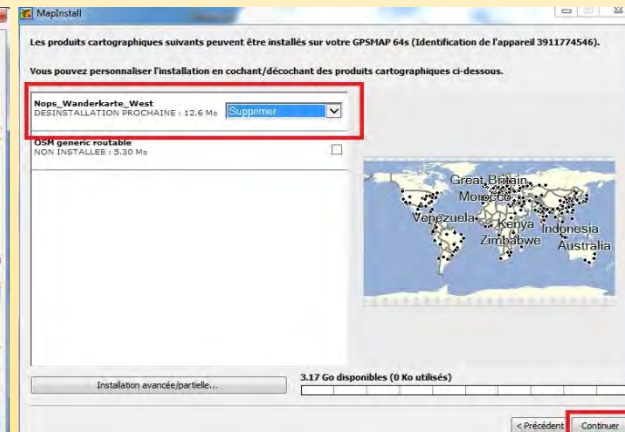 MapInstall
Les produits cartographiques suivants peuvent être installés sur votre GPSMAP 64s (Identification de l'appareil 3911774546).
Vous pouvez personnaliser l'installation en cochant/décochant des produits cartographiques ci-dessous.
Nops_Wanderkarte_West
DESINSTALLATION PROCHAINE : 12.6 Mo
Supprimer
OSM generic routable
NON INSTALLEE : 5.30 Mo
Great Britain
Morocco
Venezuela
Kenya
Indonesia
Zimbabwe
Australia
Installation avancée/partielle...
3.17 Go disponibles (0 Ko utilisés)
< Précédent
Continuer